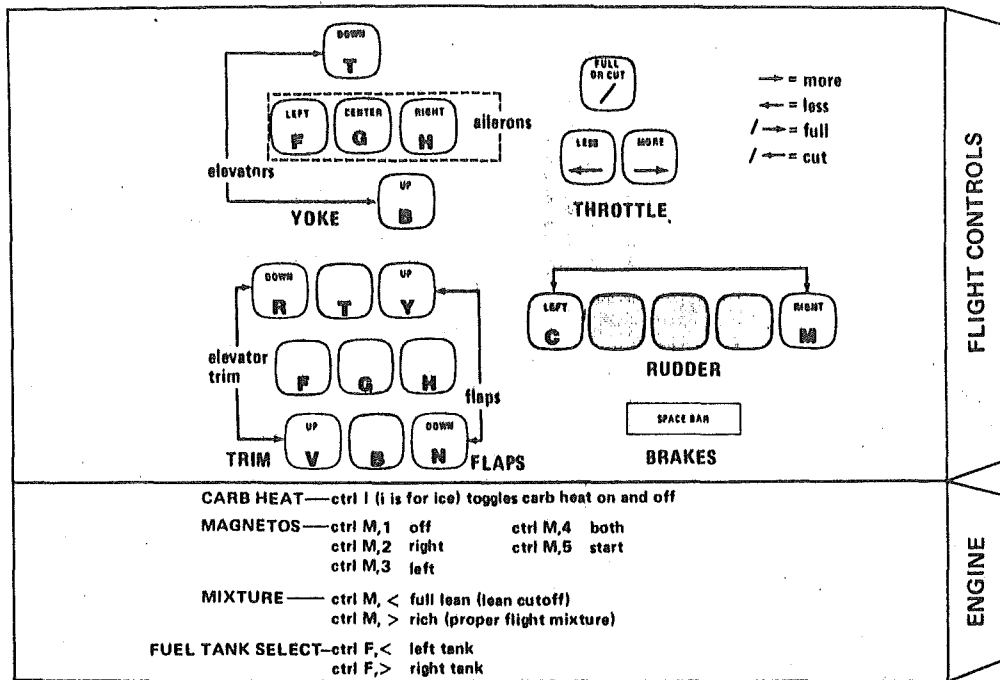 DOWN
T
LEFT CENTER RIGHT
F G H
ailerons
elevators
UP
B
YOKE
FULL
OR CUT
/
LESS MORE
← →
THROTTLE
→ = more
← = less
/ → = full
/ ← = cut
DOWN UP
R T Y
elevator
trim
F G H
flaps
UP DOWN
V B N
TRIM FLAPS
LEFT RIGHT
C M
RUDDER
SPACE BAR
BRAKES
FLIGHT CONTROLS
CARB HEAT—ctrl I (i is for ice) toggles carb heat on and off
MAGNETOS—ctrl M,1 off ctrl M,4 both
ctrl M,2 right ctrl M,5 start
ctrl M,3 left
MIXTURE—ctrl M, < full lean (lean cutoff)
ctrl M, > rich (proper flight mixture)
FUEL TANK SELECT—ctrl F,< left tank
ctrl F,> right tank
ENGINE